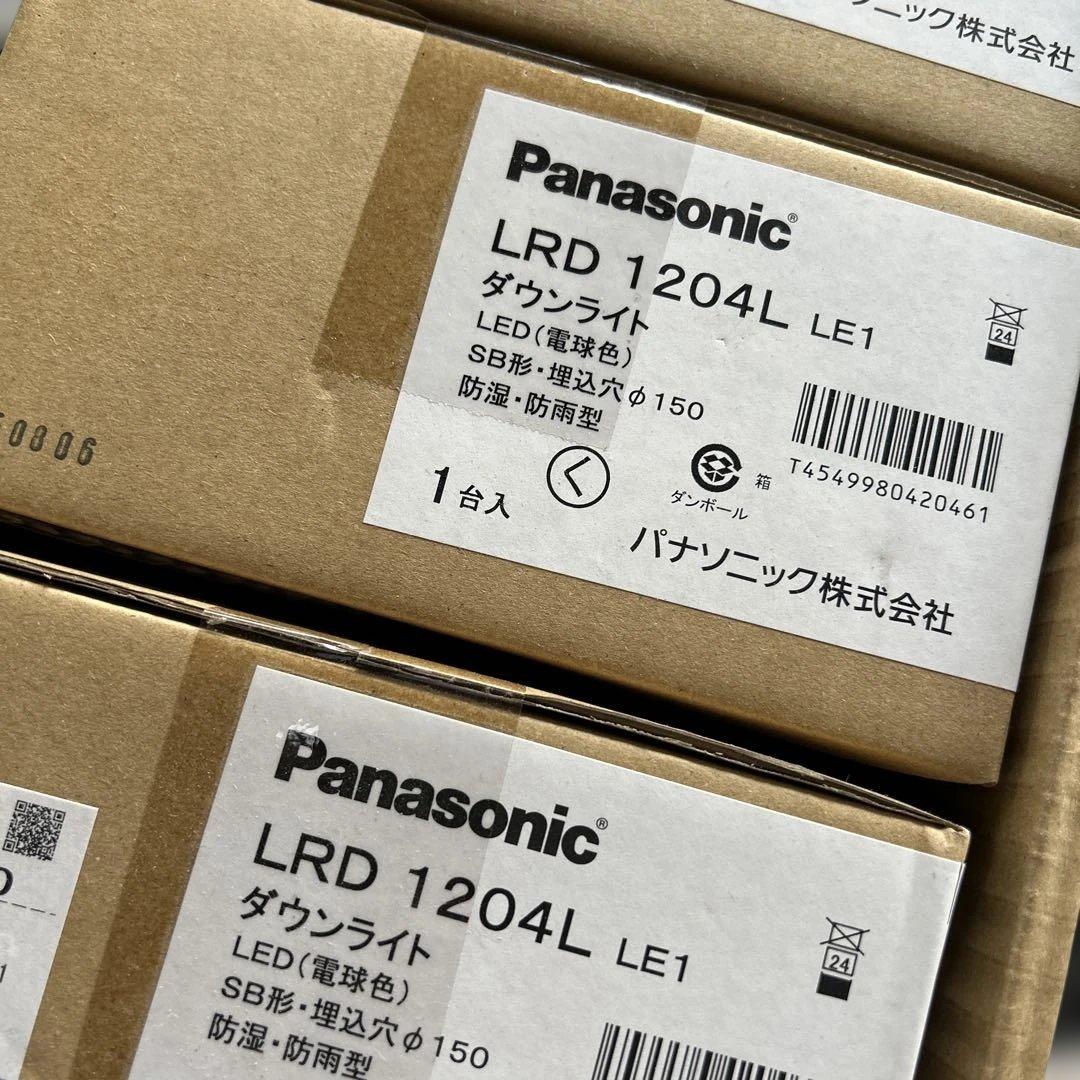 ソニック株式会社
Panasonic®
LRD 1204L LE1
ダウンライト
LED(電球色)
SB形・埋込穴φ150
防湿・防雨型
1台入
く
ダンボール
箱
24
T4549980420461
パナソニック株式会社
0806
Panasonic®
LRD 1204L LE1
ダウンライト
LED(電球色)
SB形・埋込穴φ150
防湿・防雨型
24